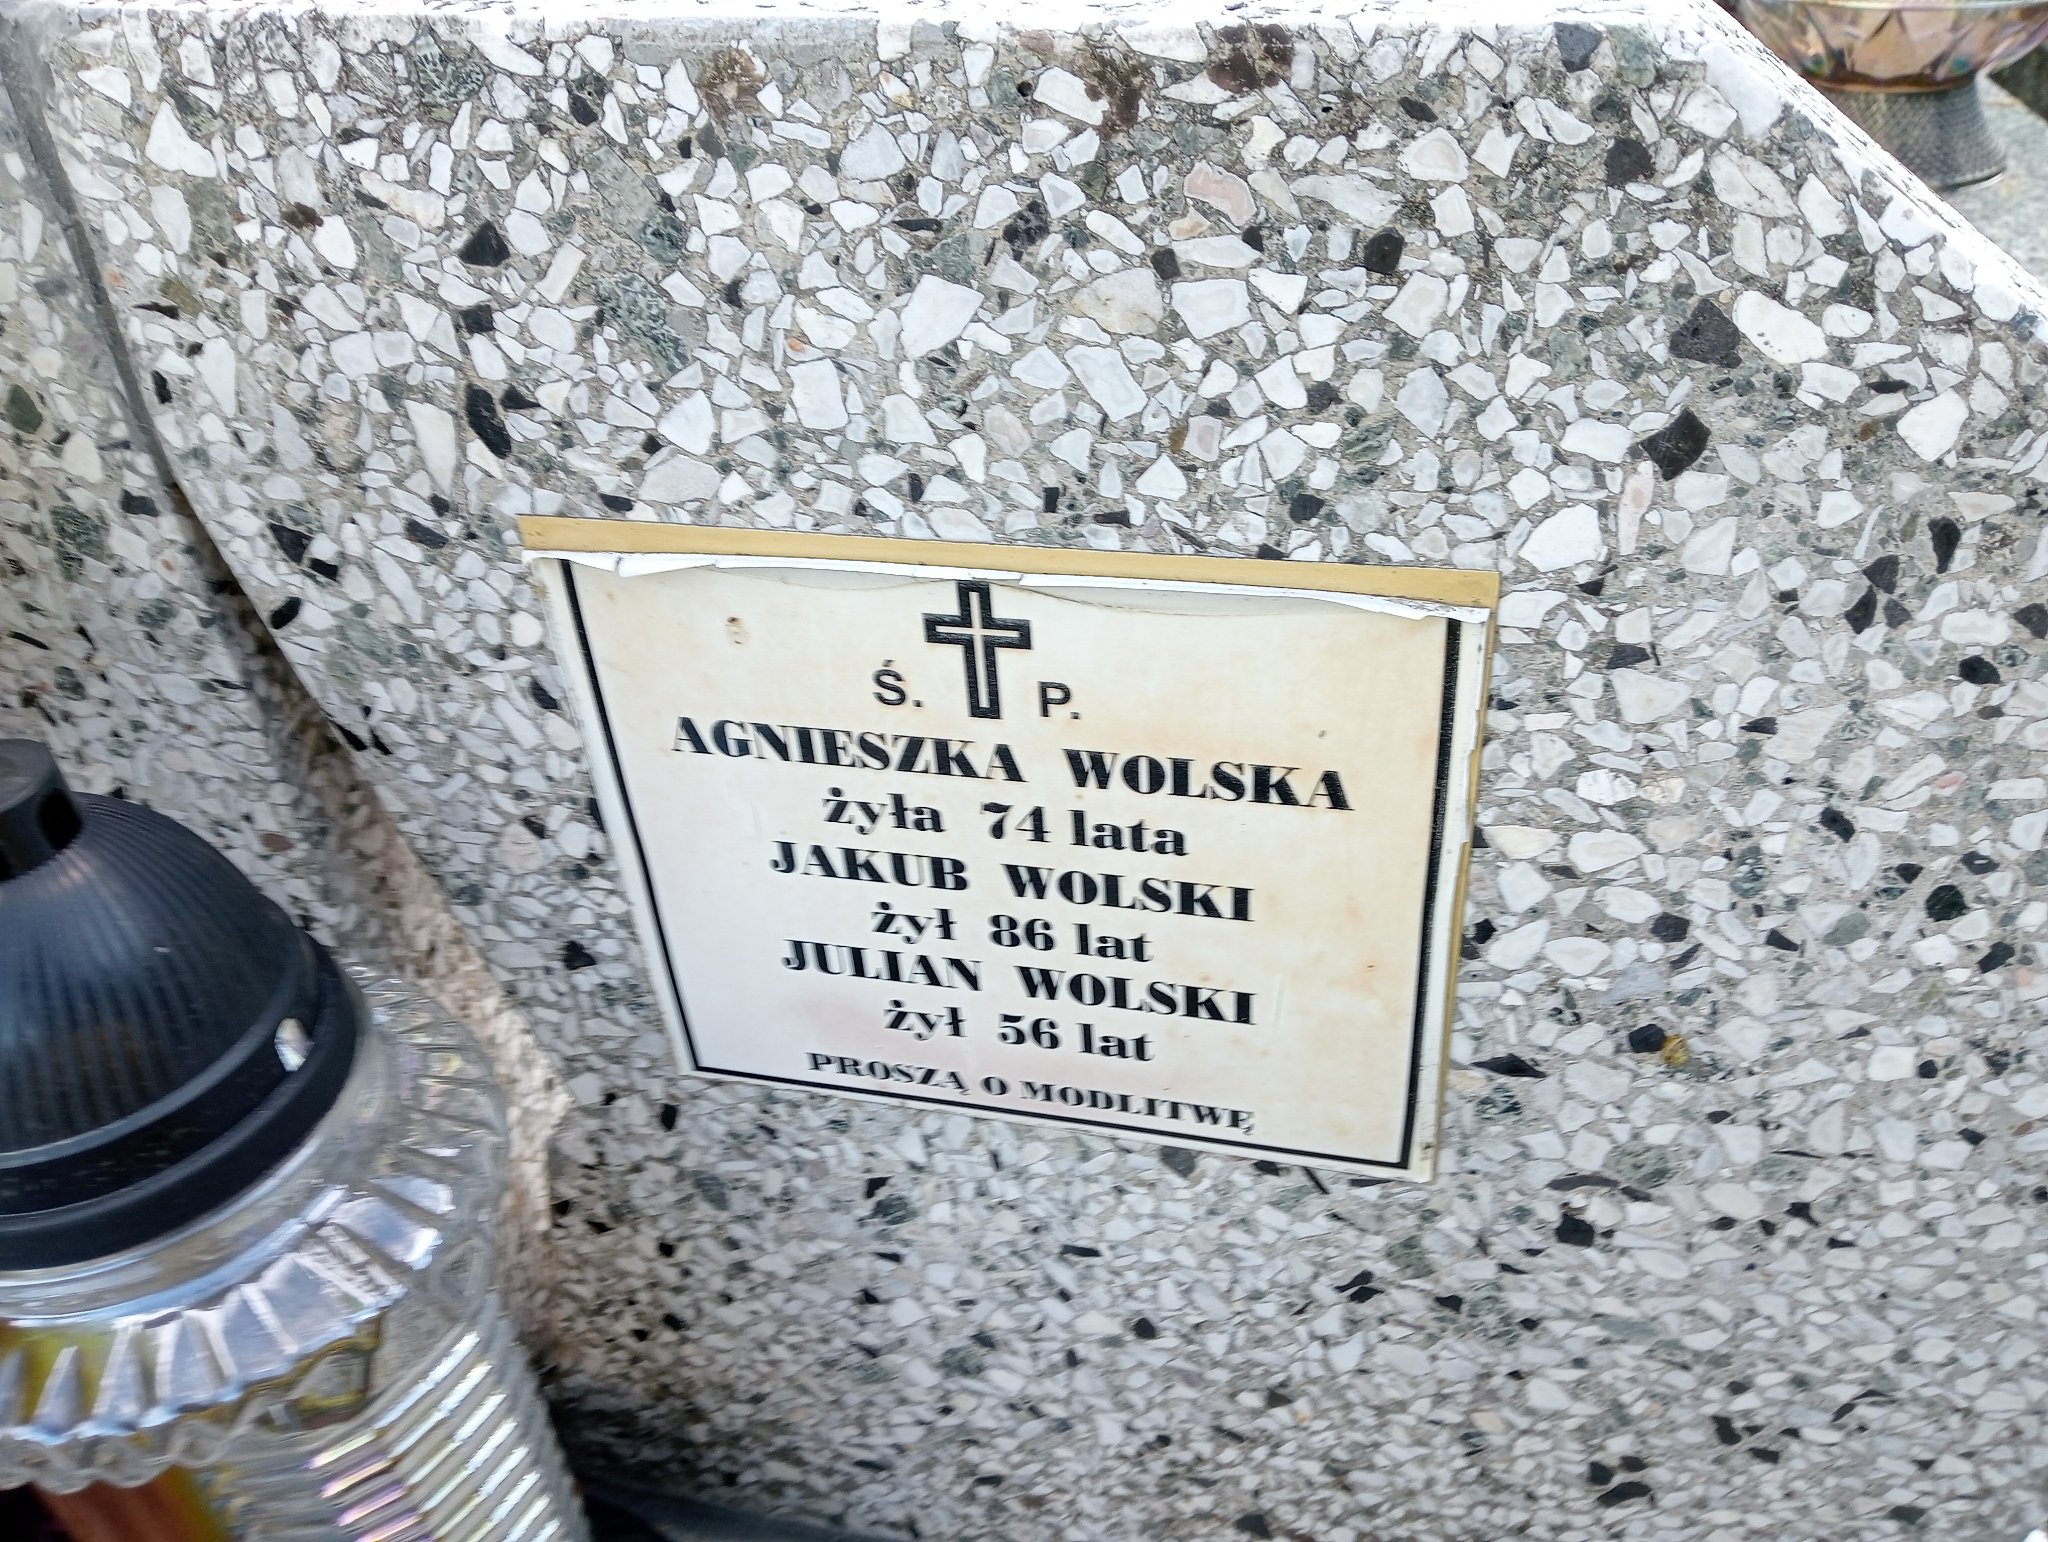 Ś. P.
AGNIESZKA WOLSKA
żyła 74 lata
JAKUB WOLSKI
żył 86 lat
JULIAN WOLSKI
żył 56 lat
PROSZĄ O MODLITWĘ